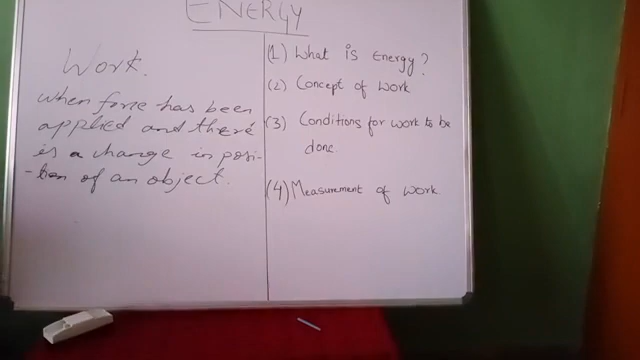 ENERGY
Work.
When force has been
applied and there
is a change in posi-
-tion of an object.
(1) What is Energy?
(2) Concept of Work
(3) Conditions for work to be
done.
(4) Measurement of work